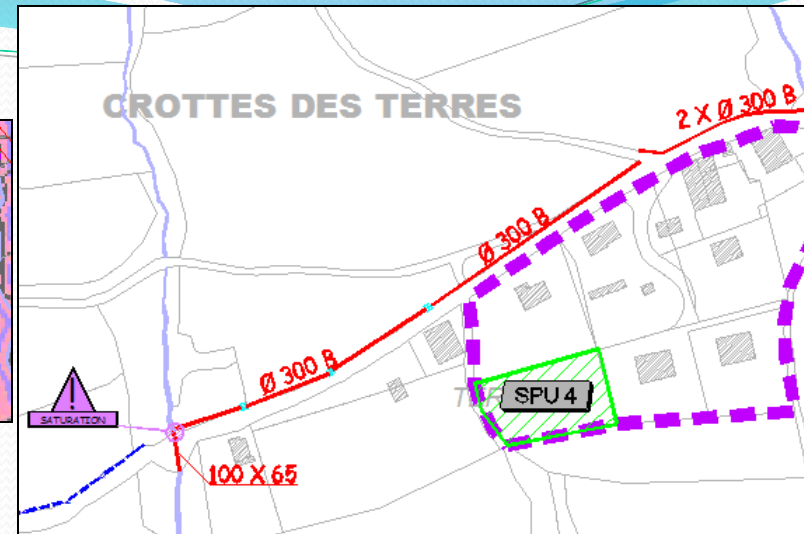 CROTTES DES TERRES
2 X Ø 300 B
Ø 300 B
Ø 300 B
SPU 4
SATURATION
100 X 65